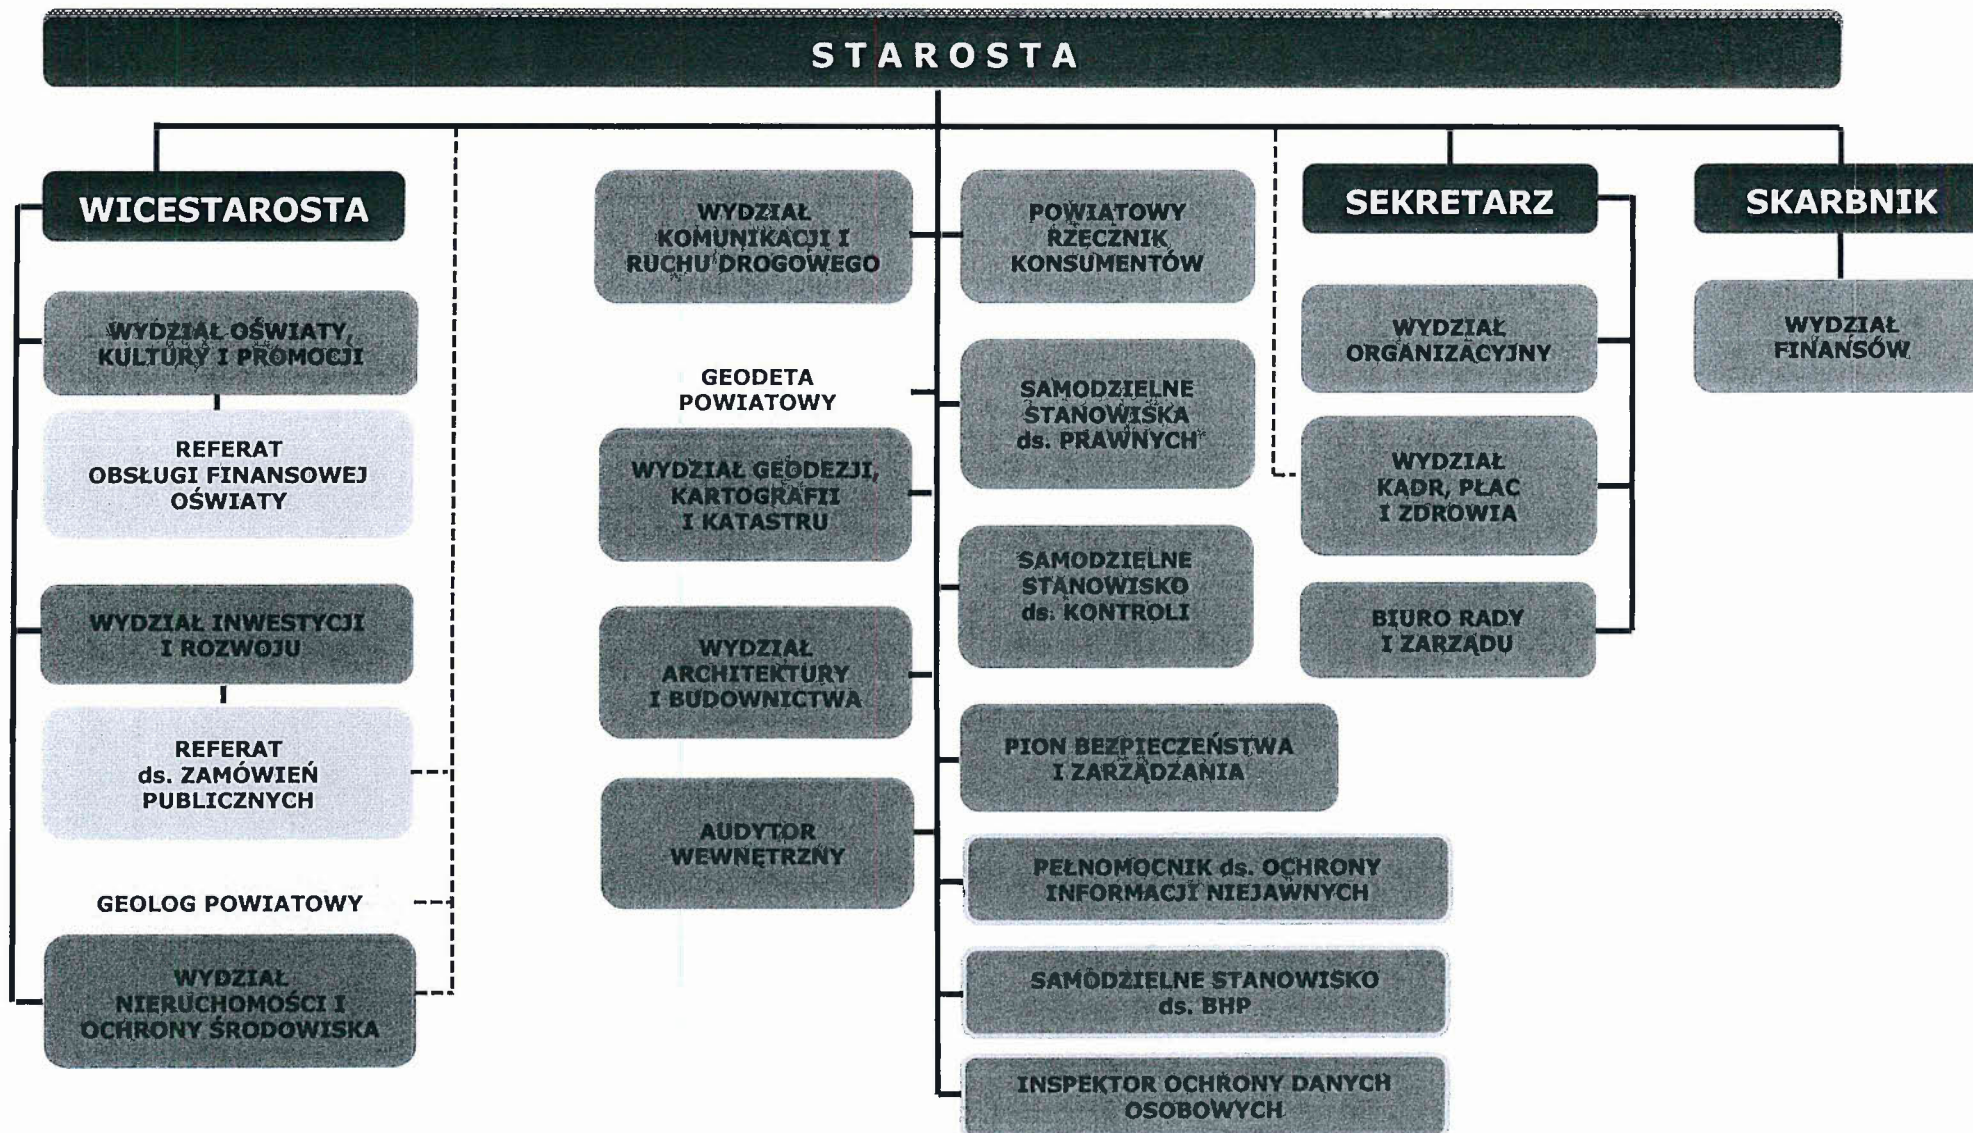 STAROSTA
WICESTAROSTA
WYDZIAŁ OŚWIATY,
KULTURY I PROMOCJI
REFERAT
OBSŁUGI FINANSOWEJ
OŚWIATY
WYDZIAŁ INWESTYCJI
I ROZWOJU
REFERAT
ds. ZAMÓWIEŃ
PUBLICZNYCH
GEOLOG POWIATOWY
WYDZIAŁ
NIERUCHOMOŚCI I
OCHRONY ŚRODOWISKA
WYDZIAŁ
KOMUNIKACJI I
RUCHU DROGOWEGO
GEODETA
POWIATOWY
WYDZIAŁ GEODEZJI,
KARTOGRAFII
I KATASTRU
WYDZIAŁ
ARCHITEKTURY
I BUDOWNICTWA
AUDYTOR
WEWNĘTRZNY
POWIATOWY
RZECZNIK
KONSUMENTÓW
SAMODZIELNE
STANOWISKA
ds. PRAWNYCH
SAMODZIELNE
STANOWISKO
ds. KONTROLI
PION BEZPIECZEŃSTWA
I ZARZĄDZANIA
PEŁNOMOCNIK ds. OCHRONY
INFORMACJI NIEJAWNYCH
SAMODZIELNE STANOWISKO
ds. BHP
INSPEKTOR OCHRONY DANYCH
OSOBOWYCH
SEKRETARZ
WYDZIAŁ
ORGANIZACYJNY
WYDZIAŁ
KADR, PŁAC
I ZDROWIA
BIURO RADY
I ZARZĄDU
SKARBNIK
WYDZIAŁ
FINANSÓW